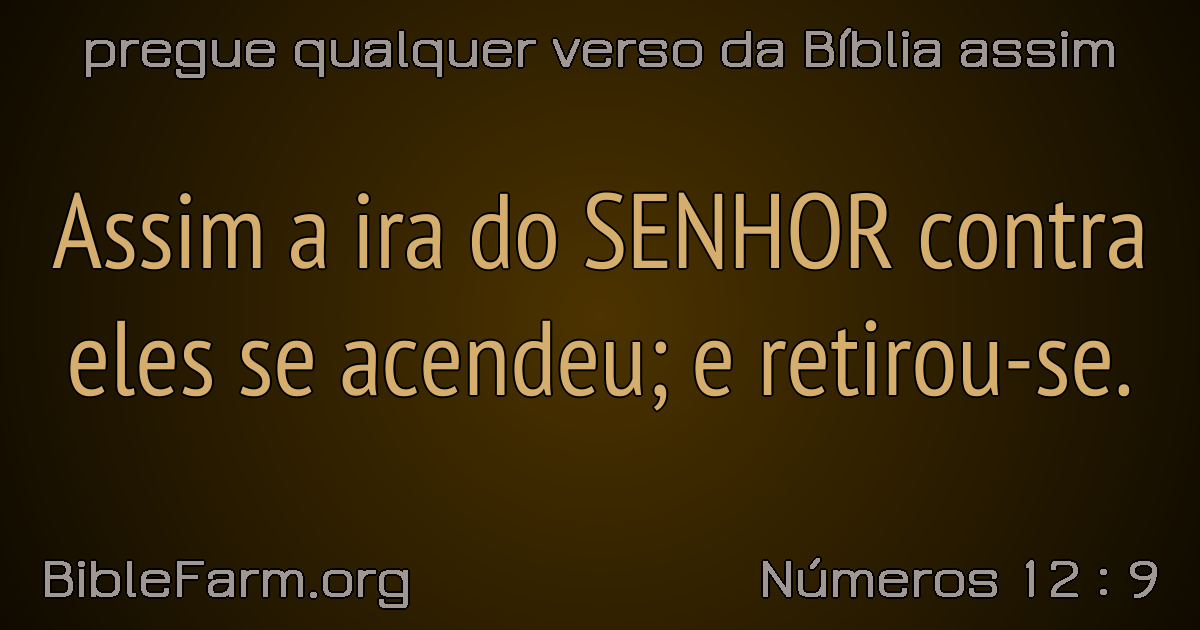 pregue qualquer verso da Bíblia assim
Assim a ira do SENHOR contra
eles se acendeu; e retirou-se.
BibleFarm.org
Números 12 : 9